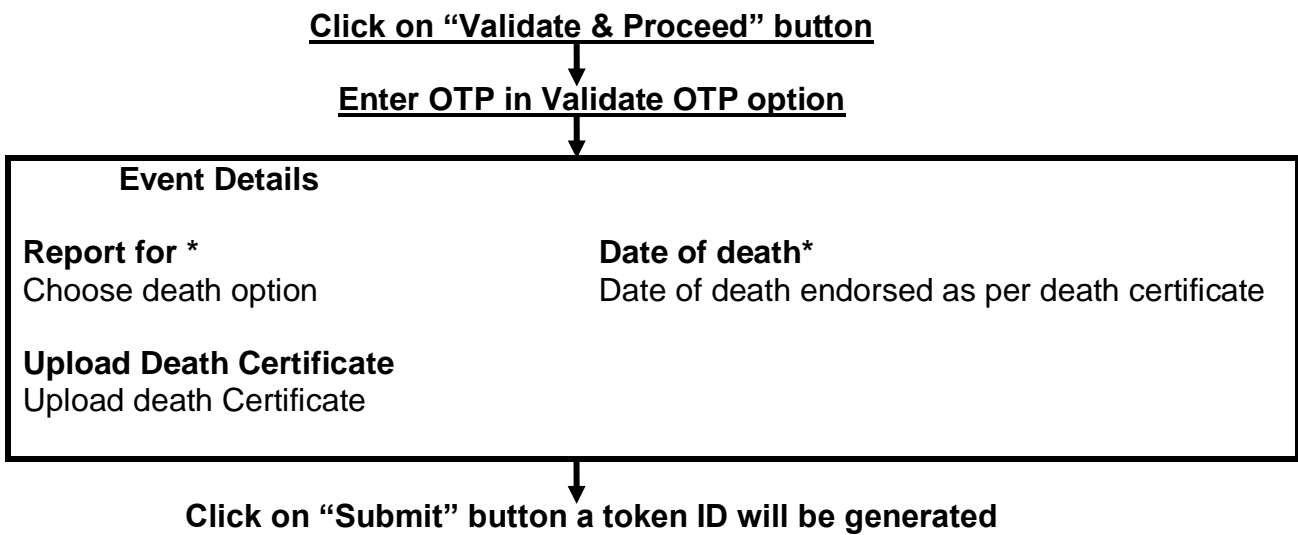 Click on “Validate & Proceed” button
Enter OTP in Validate OTP option
Event Details
Report for *
Date of death*
Choose death option
Date of death endorsed as per death certificate
Upload Death Certificate
Upload death Certificate
Click on “Submit” button a token ID will be generated